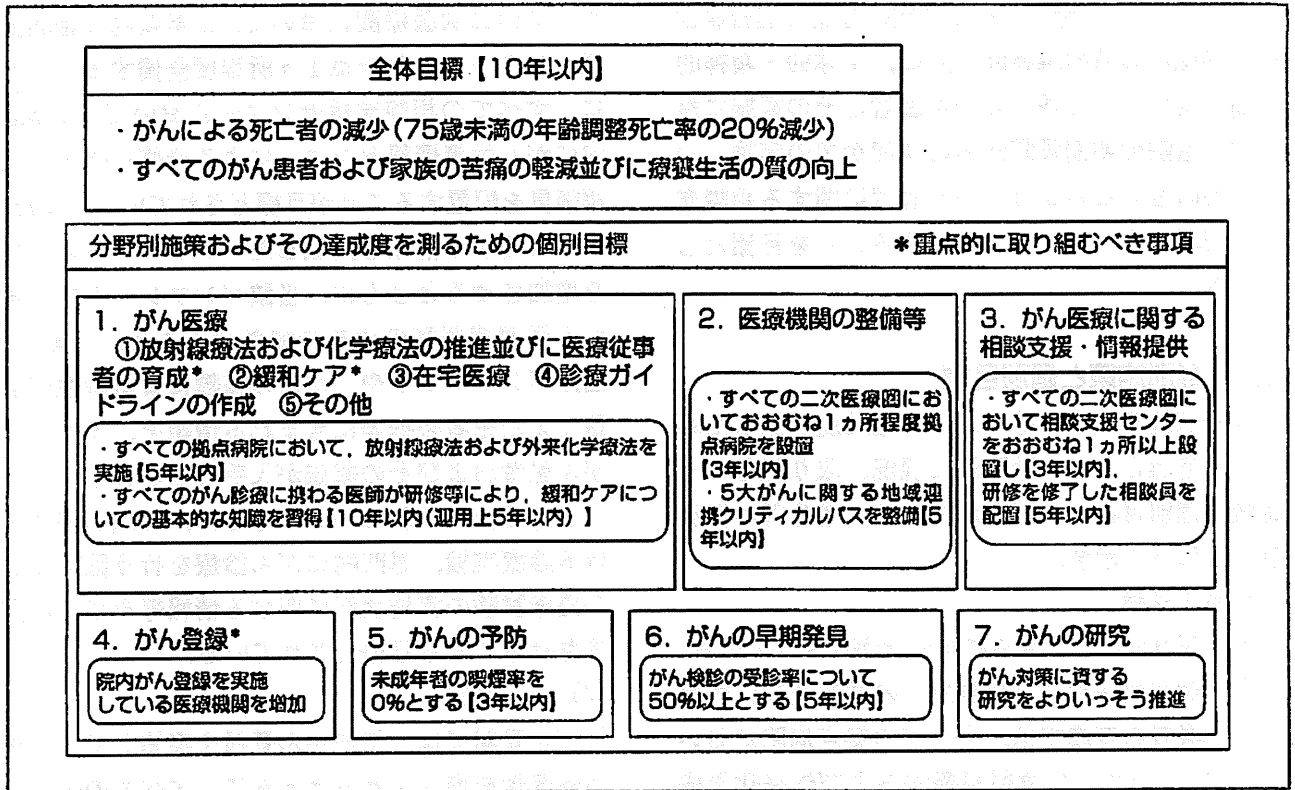 全体目標【10年以内】
・がんによる死亡者の減少(75歳未満の年齢調整死亡率の20%減少)
・すべてのがん患者および家族の苦痛の軽減並びに療養生活の質の向上
分野別施策およびその達成度を測るための個別目標 *重点的に取り組むべき事項
1. がん医療
①放射線療法および化学療法の推進並びに医療従事
者の育成* ②緩和ケア* ③在宅医療 ④診療ガイ
ドラインの作成 ⑤その他
・すべての拠点病院において,放射線療法および外来化学療法を
実施【5年以内】
・すべてのがん診療に携わる医師が研修等により,緩和ケアにつ
いての基本的な知識を習得【10年以内(運用上5年以内)】
2. 医療機関の整備等
・すべての二次医療圏にお
いておおむね1ヵ所程度拠
点病院を設置
【3年以内】
・5大がんに関する地域連
携クリティカルパスを整備【5
年以内】
3. がん医療に関する
相談支援・情報提供
・すべての二次医療圏に
おいて相談支援センター
をおおむね1ヵ所以上設
置し【3年以内】,
研修を修了した相談員を
配置【5年以内】
4. がん登録*
院内がん登録を実施
している医療機関を増加
5. がんの予防
未成年者の喫煙率を
0%とする【3年以内】
6. がんの早期発見
がん検診の受診率について
50%以上とする【5年以内】
7. がんの研究
がん対策に資する
研究をよりいっそう推進